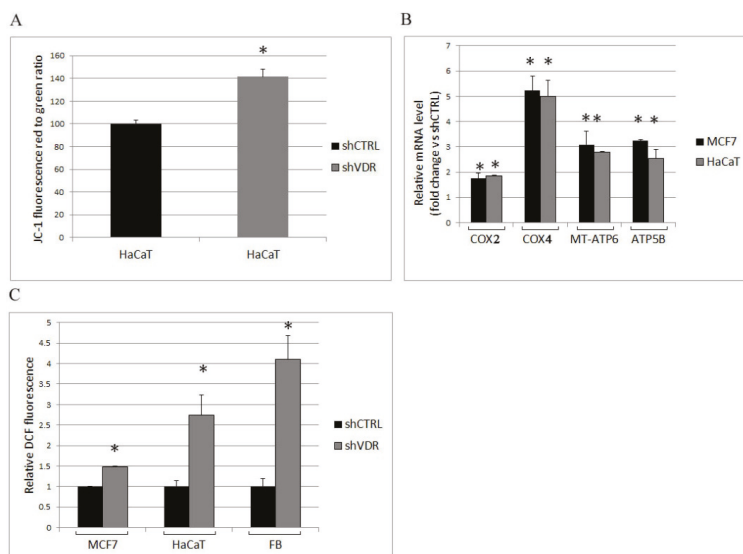 A
JC-1 fluorescence red to green ratio
160
140
120
100
80
60
40
20
0
*
HaCaT HaCaT
shCTRL
shVDR
B
Relative mRNA level
(fold change vs shCTRL)
7
6
5
4
3
2
1
0
* * * * * * * *
COX2 COX4 MT-ATP6 ATP5B
MCF7
HaCaT
C
Relative DCF fluorescence
5
4.5
4
3.5
3
2.5
2
1.5
1
0.5
0
* * *
MCF7 HaCaT FB
shCTRL
shVDR